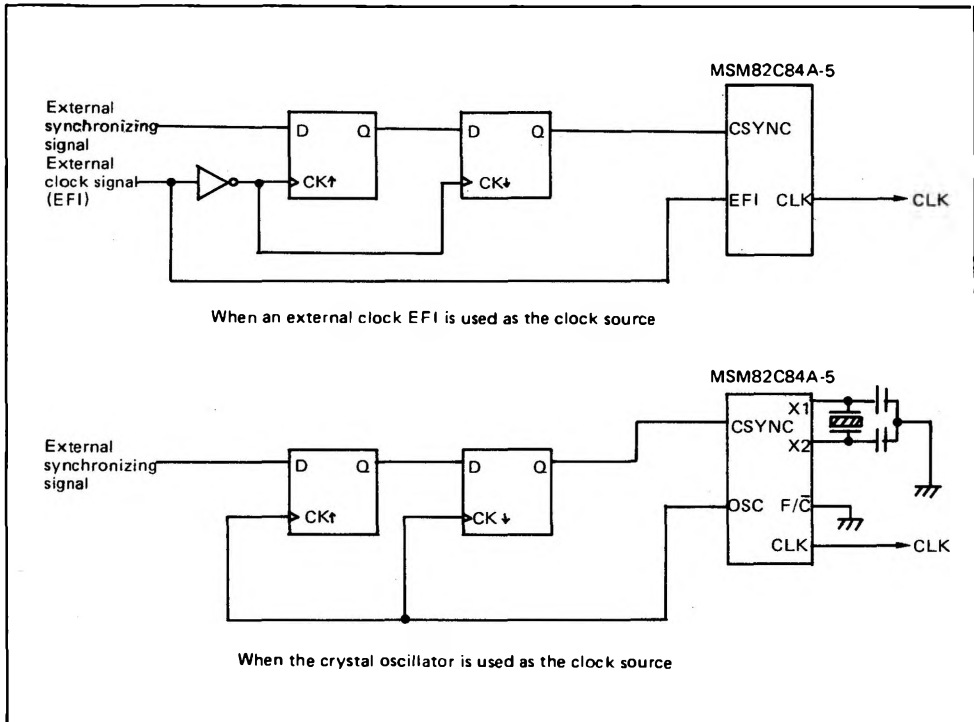 MSM82C84A-5
External
synchronizing
signal
External
clock signal
(EFI)
D Q
CK↑
D Q
CK↓
CSYNC
EFI CLK
CLK
When an external clock EFI is used as the clock source
MSM82C84A-5
External
synchronizing
signal
D Q
CK↑
D Q
CK↓
X1
CSYNC
X2
OSC F/C̅
CLK
CLK
When the crystal oscillator is used as the clock source